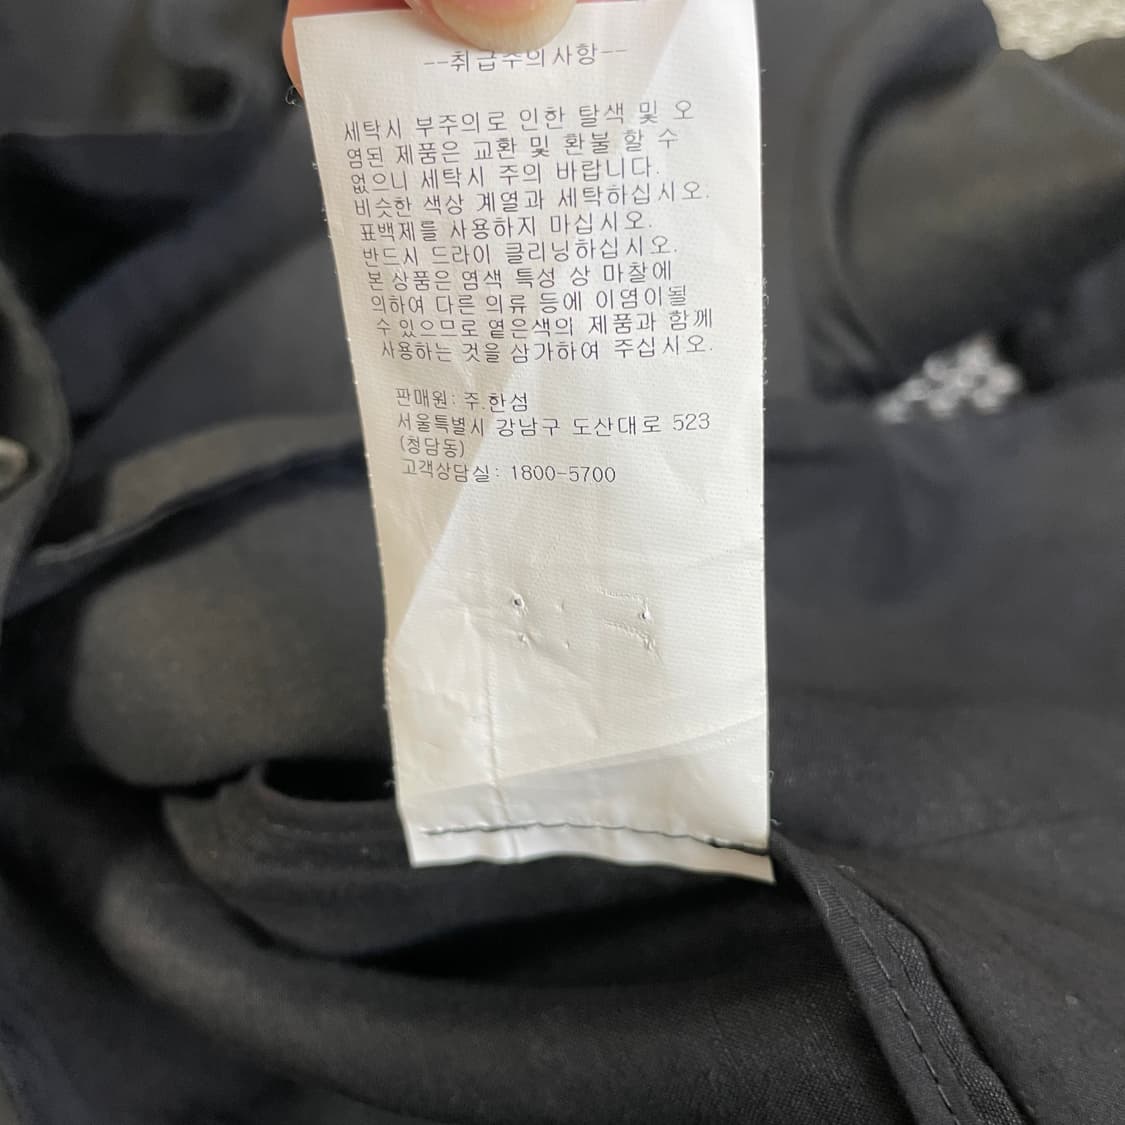 --취급주의사항--
세탁시 부주의로 인한 탈색 및 오
염된 제품은 교환 및 환불 할 수
없으니 세탁시 주의 바랍니다.
비슷한 색상 계열과 세탁하십시오.
표백제를 사용하지 마십시오.
반드시 드라이 클리닝하십시오.
본 상품은 염색 특성 상 마찰에
의하여 다른 의류 등에 이염이될
수 있으므로 옅은색의 제품과 함께
사용하는 것을 삼가하여 주십시오.
판매원: 주.한섬
서울특별시 강남구 도산대로 523
(청담동)
고객상담실: 1800-5700